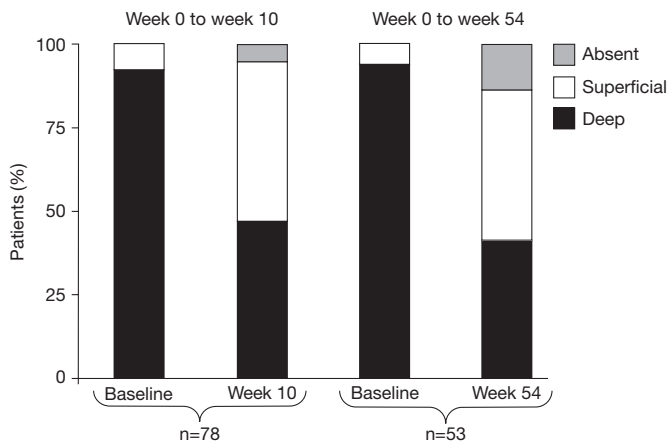 Week 0 to week 10
Week 0 to week 54
100
75
50
25
0
Patients (%)
Absent
Superficial
Deep
Baseline
Week 10
Baseline
Week 54
n=78
n=53